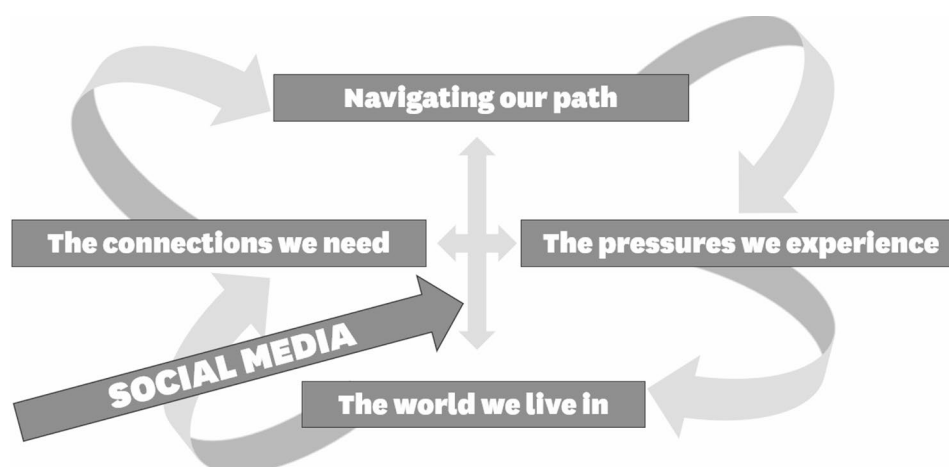 Navigating our path
The connections we need
The pressures we experience
SOCIAL MEDIA
The world we live in